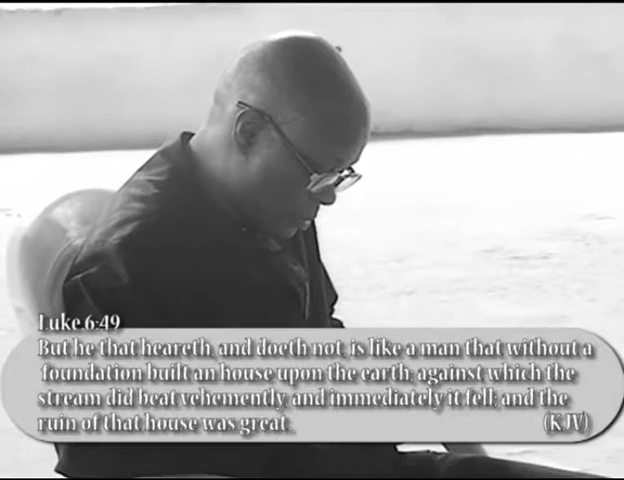 Luke 6:49
But he that heareth, and doeth not, is like a man that without a
foundation built an house upon the earth; against which the
stream did beat vehemently, and immediately it fell; and the
ruin of that house was great. (KJV)